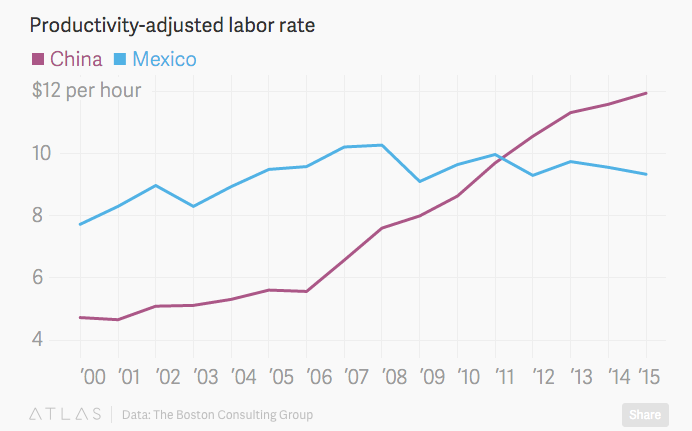 Productivity-adjusted labor rate
China Mexico
$12 per hour
10
8
6
4
’00 ’01 ’02 ’03 ’04 ’05 ’06 ’07 ’08 ’09 ’10 ’11 ’12 ’13 ’14 ’15
ATLAS Data: The Boston Consulting Group Share